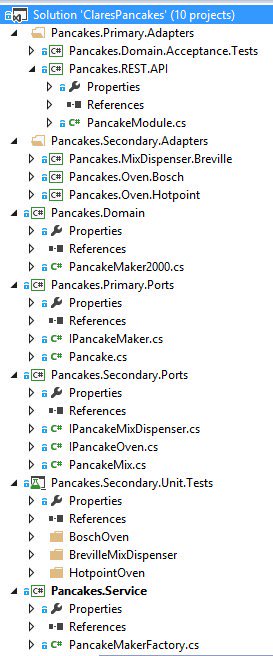 Solution 'ClaresPancakes' (10 projects)
Pancakes.Primary.Adapters
C# Pancakes.Domain.Acceptance.Tests
C# Pancakes.REST.API
Properties
References
C# PancakeModule.cs
Pancakes.Secondary.Adapters
C# Pancakes.MixDispenser.Breville
C# Pancakes.Oven.Bosch
C# Pancakes.Oven.Hotpoint
C# Pancakes.Domain
Properties
References
C# PancakeMaker2000.cs
C# Pancakes.Primary.Ports
Properties
References
C# IPancakeMaker.cs
C# Pancake.cs
C# Pancakes.Secondary.Ports
Properties
References
C# IPancakeMixDispenser.cs
C# IPancakeOven.cs
C# PancakeMix.cs
Pancakes.Secondary.Unit.Tests
Properties
References
BoschOven
BrevilleMixDispenser
HotpointOven
C# Pancakes.Service
Properties
References
C# PancakeMakerFactory.cs